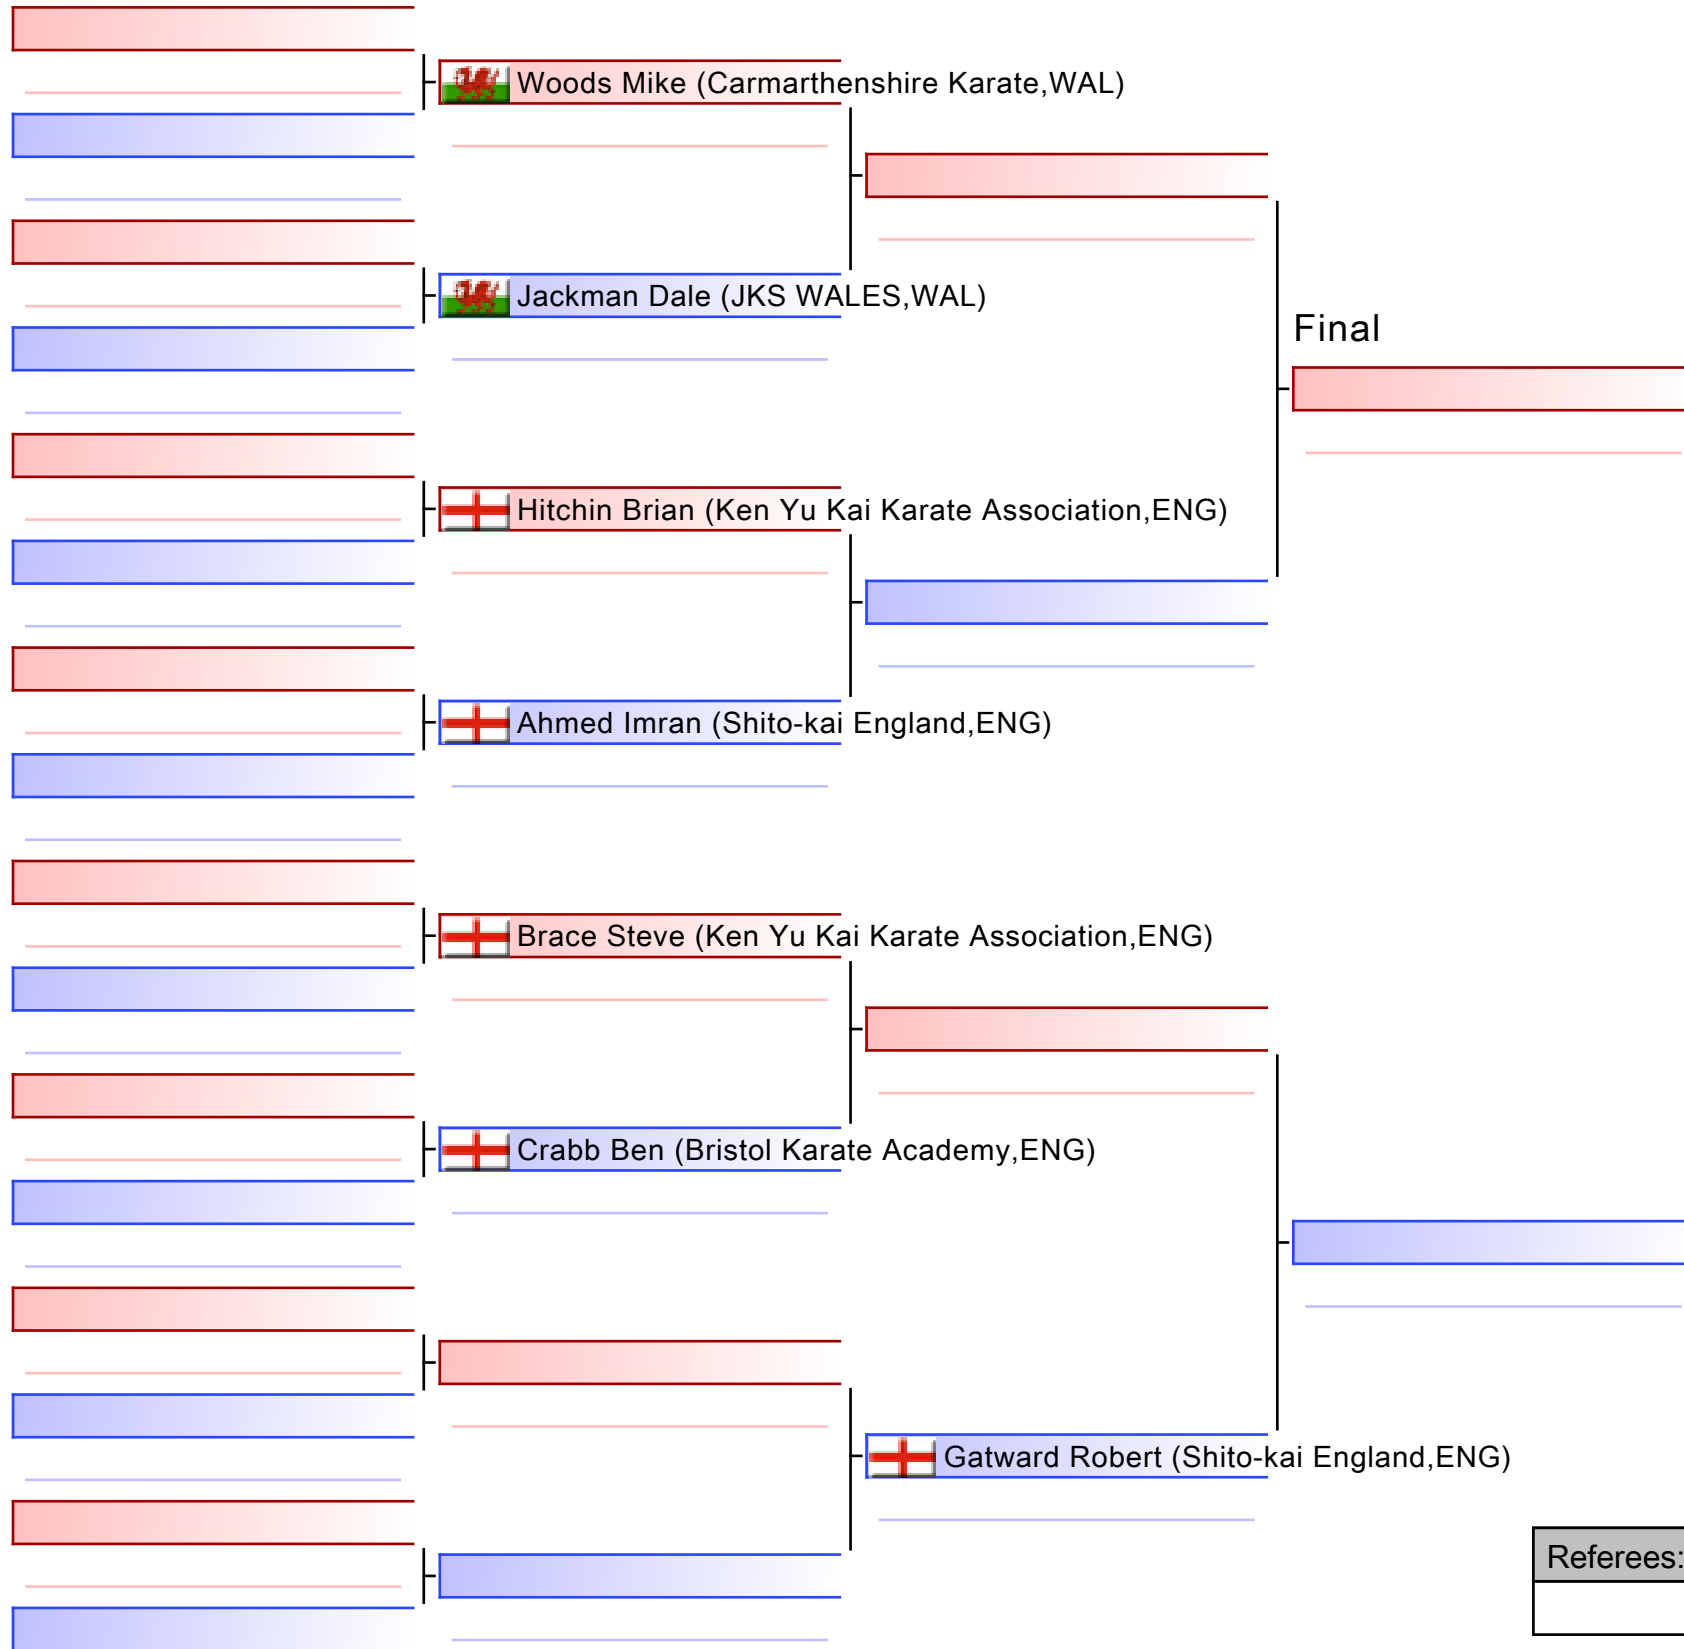 Woods Mike (Carmarthenshire Karate,WAL)
Jackman Dale (JKS WALES,WAL)
Final
Hitchin Brian (Ken Yu Kai Karate Association,ENG)
Ahmed Imran (Shito-kai England,ENG)
Brace Steve (Ken Yu Kai Karate Association,ENG)
Crabb Ben (Bristol Karate Academy,ENG)
Gatward Robert (Shito-kai England,ENG)
Referees: